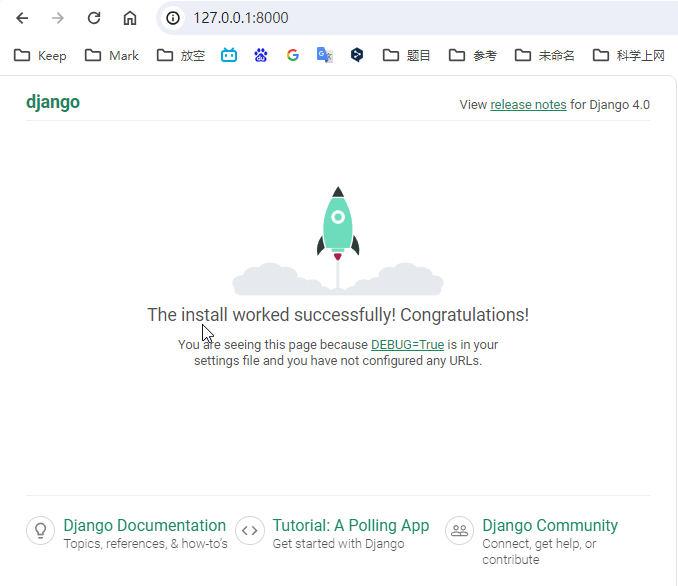 127.0.0.1:8000
Keep Mark 放空 题目 参考 未命名 科学上网
django
View release notes for Django 4.0
The install worked successfully! Congratulations!
You are seeing this page because DEBUG=True is in your
settings file and you have not configured any URLs.
Django Documentation
Topics, references, & how-to's
Tutorial: A Polling App
Get started with Django
Django Community
Connect, get help, or
contribute